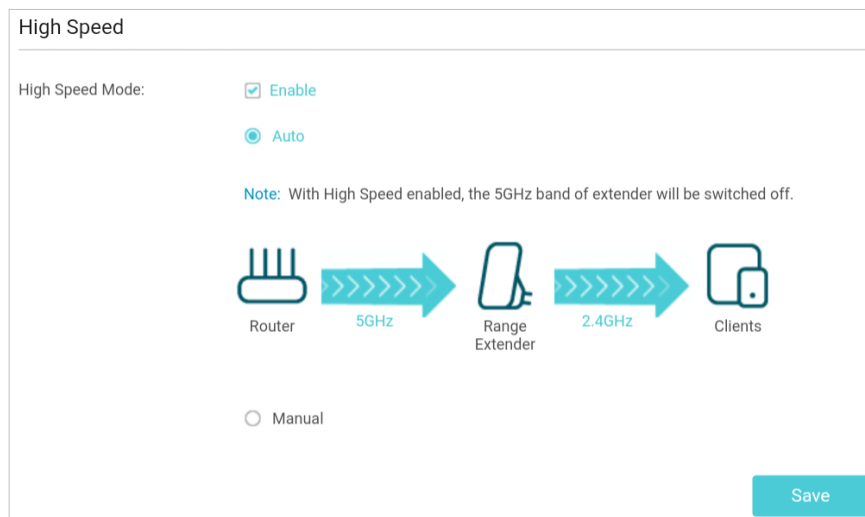 High Speed
High Speed Mode:
Enable
Auto
Note: With High Speed enabled, the 5GHz band of extender will be switched off.
Router
5GHz
Range
Extender
2.4GHz
Clients
Manual
Save